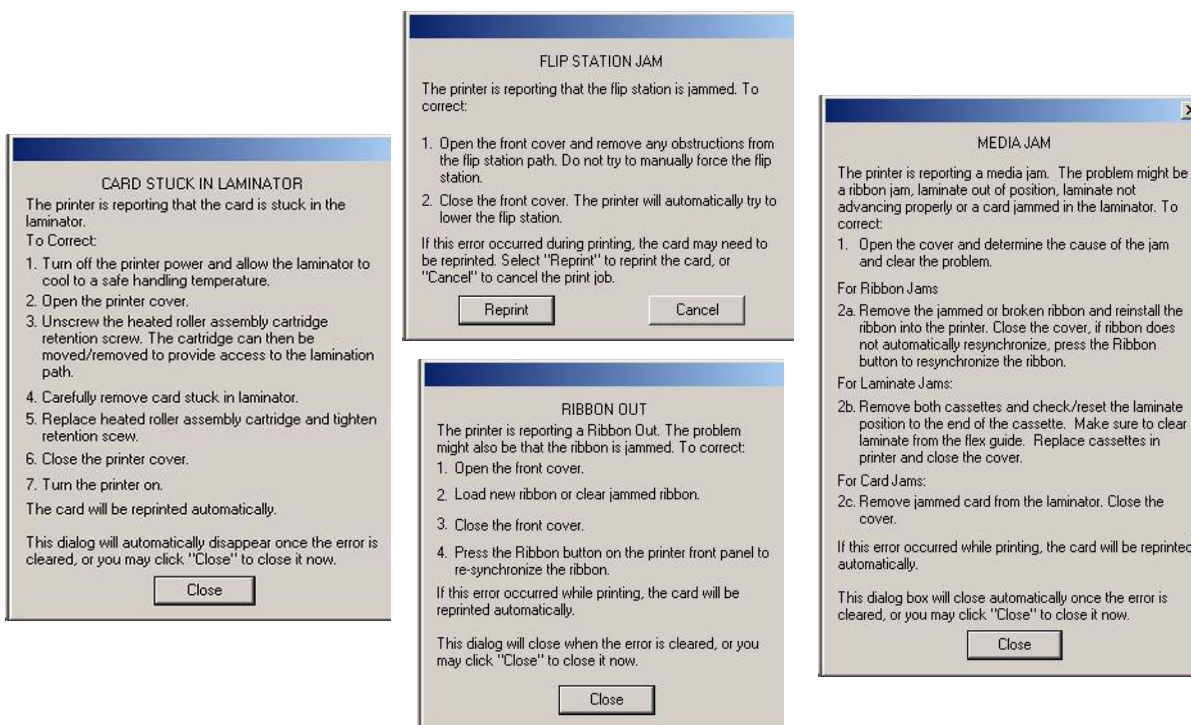 CARD STUCK IN LAMINATOR
The printer is reporting that the card is stuck in the
laminator.
To Correct:
1. Turn off the printer power and allow the laminator to
cool to a safe handling temperature.
2. Open the printer cover.
3. Unscrew the heated roller assembly cartridge
retention screw. The cartridge can then be
moved/removed to provide access to the lamination
path.
4. Carefully remove card stuck in laminator.
5. Replace heated roller assembly cartridge and tighten
retention scew.
6. Close the printer cover.
7. Turn the printer on.
The card will be reprinted automatically.
This dialog will automatically disappear once the error is
cleared, or you may click "Close" to close it now.
Close
FLIP STATION JAM
The printer is reporting that the flip station is jammed. To
correct:
1. Open the front cover and remove any obstructions from
the flip station path. Do not try to manually force the flip
station.
2. Close the front cover. The printer will automatically try to
lower the flip station.
If this error occurred during printing, the card may need to
be reprinted. Select "Reprint" to reprint the card, or
"Cancel" to cancel the print job.
Reprint Cancel
RIBBON OUT
The printer is reporting a Ribbon Out. The problem
might also be that the ribbon is jammed. To correct:
1. Open the front cover.
2. Load new ribbon or clear jammed ribbon.
3. Close the front cover.
4. Press the Ribbon button on the printer front panel to
re-synchronize the ribbon.
If this error occurred while printing, the card will be
reprinted automatically.
This dialog will close when the error is cleared, or you
may click "Close" to close it now.
Close
MEDIA JAM
The printer is reporting a media jam. The problem might be
a ribbon jam, laminate out of position, laminate not
advancing properly or a card jammed in the laminator. To
correct:
1. Open the cover and determine the cause of the jam
and clear the problem.
For Ribbon Jams
2a. Remove the jammed or broken ribbon and reinstall the
ribbon into the printer. Close the cover, if ribbon does
not automatically resynchronize, press the Ribbon
button to resynchronize the ribbon.
For Laminate Jams:
2b. Remove both cassettes and check/reset the laminate
position to the end of the cassette. Make sure to clear
laminate from the flex guide. Replace cassettes in
printer and close the cover.
For Card Jams:
2c. Remove jammed card from the laminator. Close the
cover.
If this error occurred while printing, the card will be reprinted
automatically.
This dialog box will close automatically once the error is
cleared, or you may click "Close" to close it now.
Close